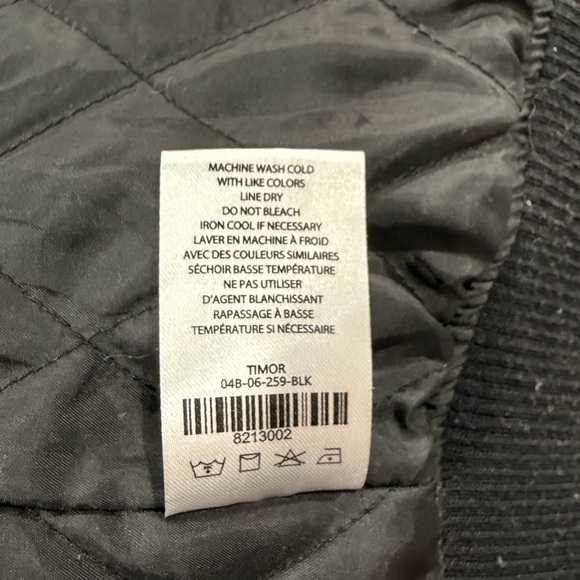 MACHINE WASH COLD
WITH LIKE COLORS
LINE DRY
DO NOT BLEACH
IRON COOL IF NECESSARY
LAVER EN MACHINE À FROID
AVEC DES COULEURS SIMILAIRES
SÉCHOIR BASSE TEMPÉRATURE
NE PAS UTILISER
D'AGENT BLANCHISSANT
RAPASSAGE À BASSE
TEMPÉRATURE SI NÉCESSAIRE
TIMOR
04B-06-259-BLK
8213002